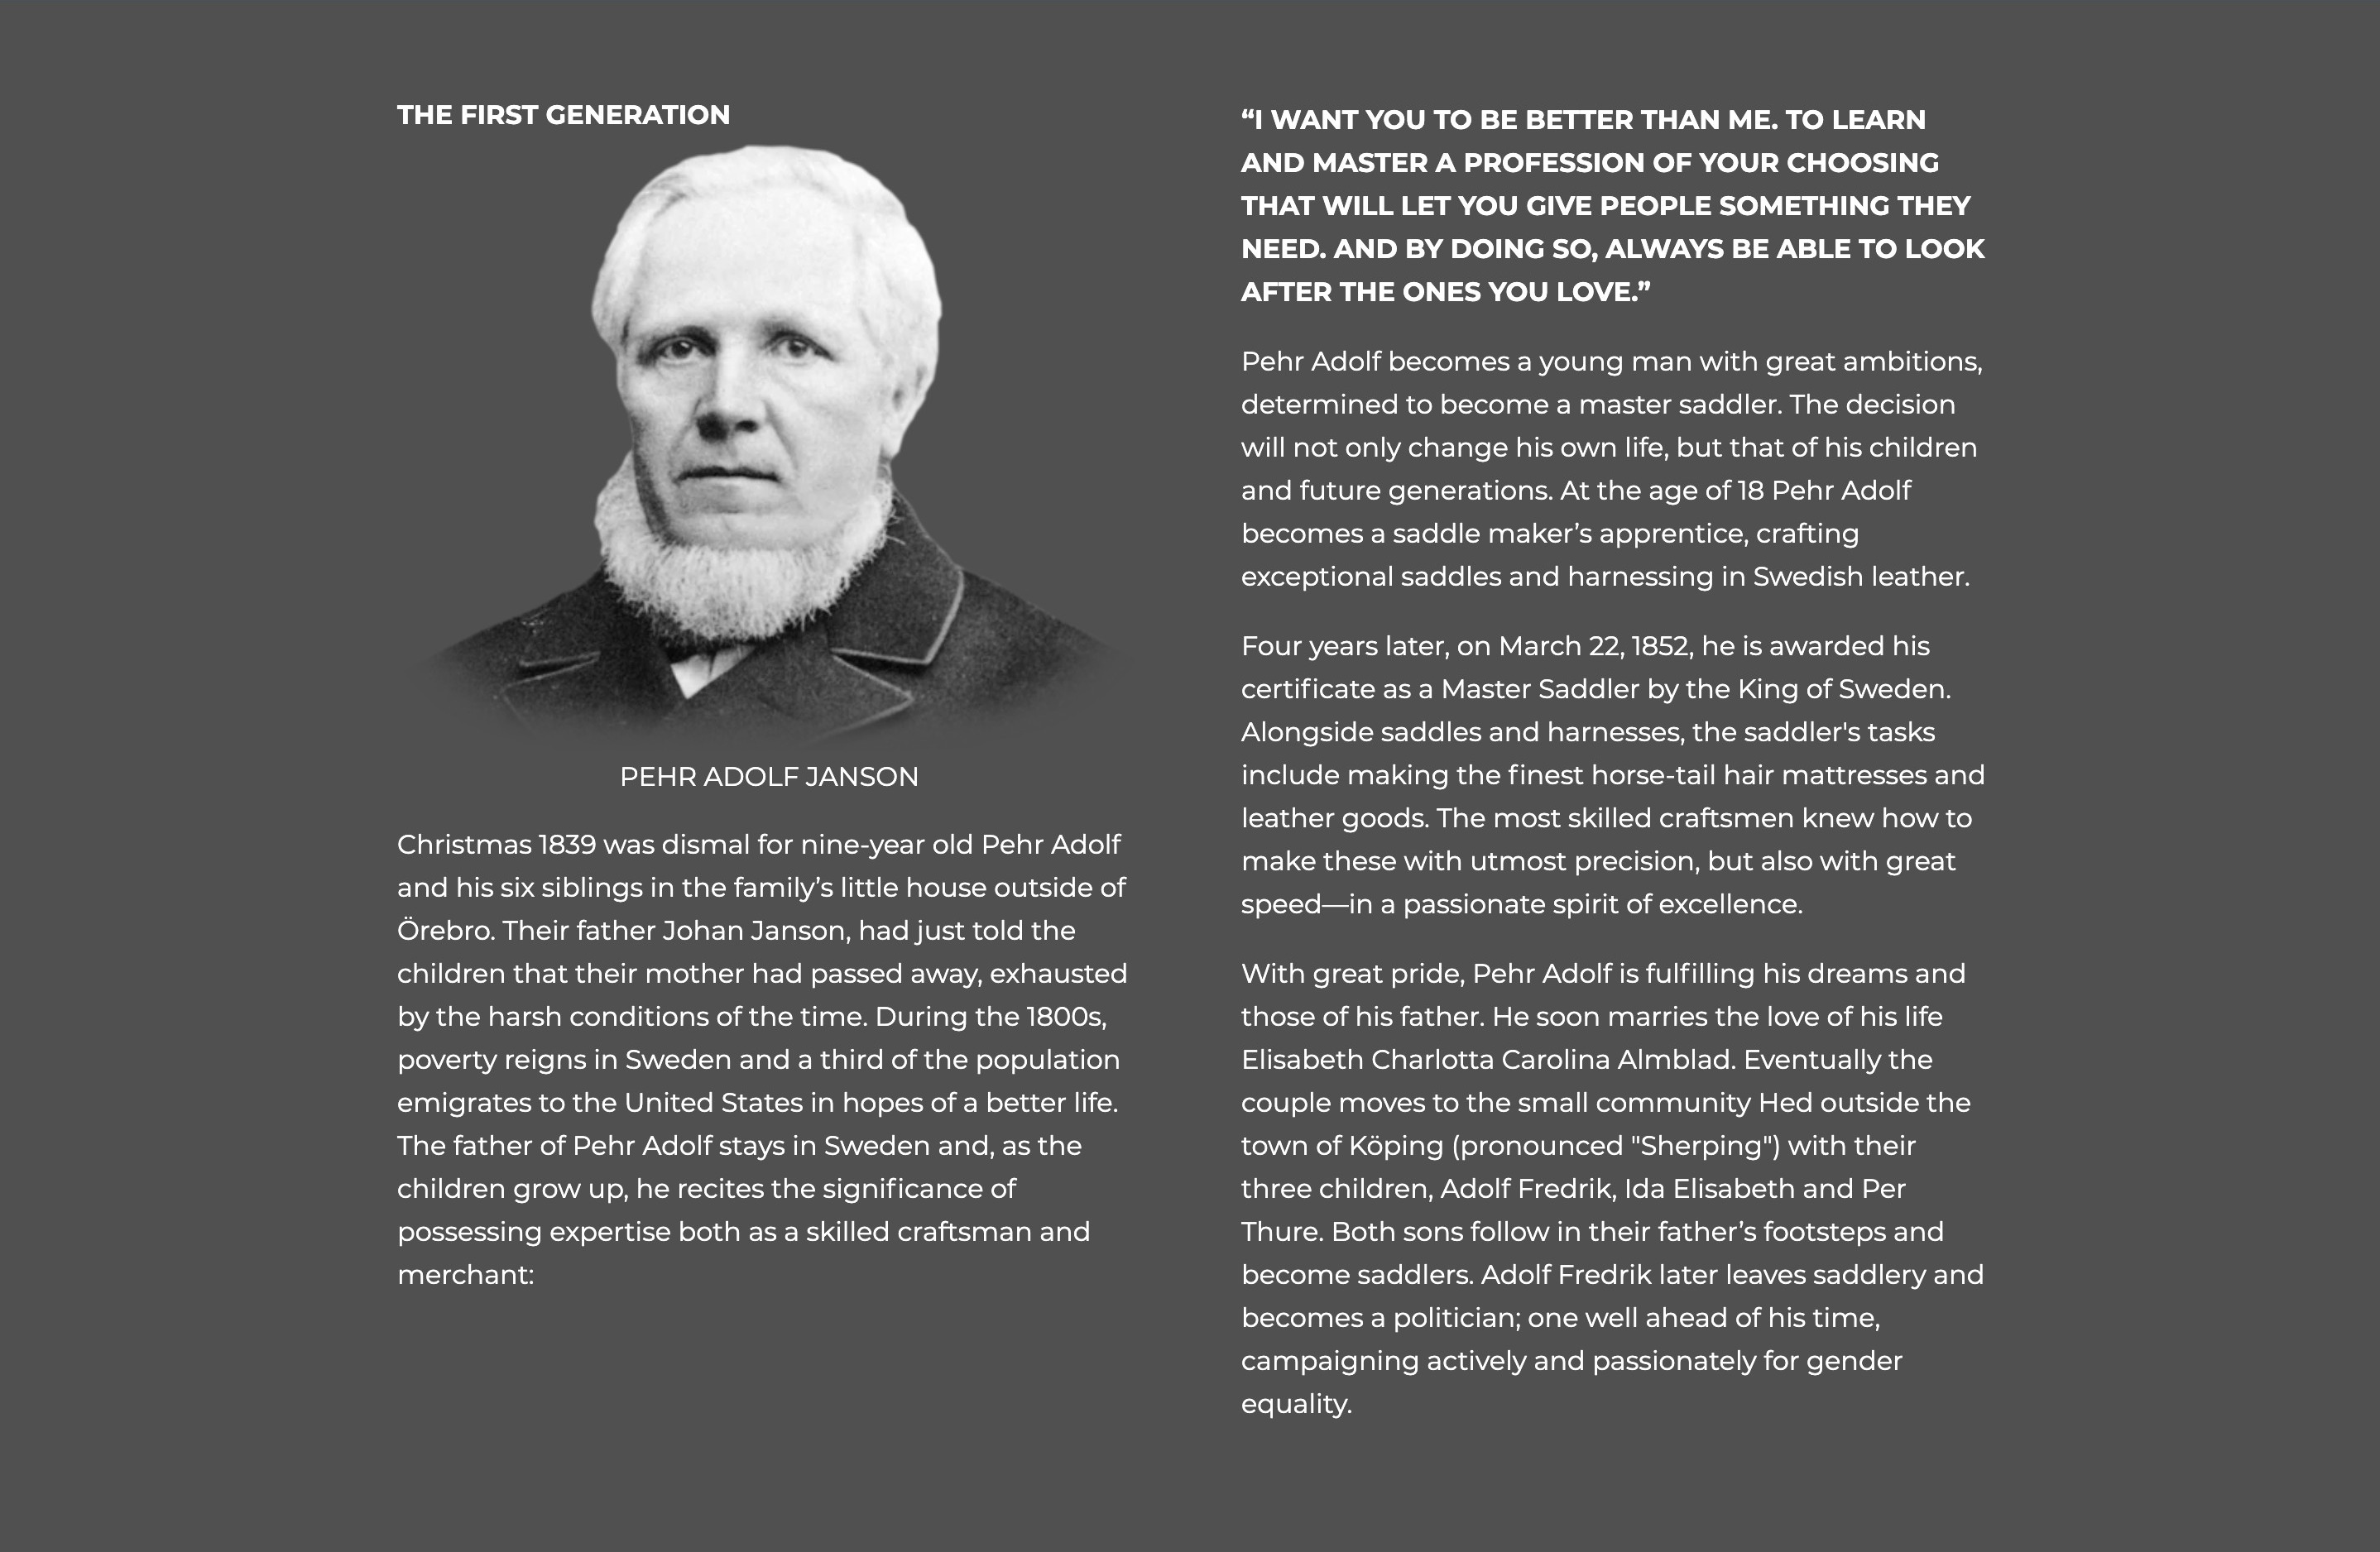 THE FIRST GENERATION
PEHR ADOLF JANSON
Christmas 1839 was dismal for nine-year old Pehr Adolf
and his six siblings in the family’s little house outside of
Örebro. Their father Johan Janson, had just told the
children that their mother had passed away, exhausted
by the harsh conditions of the time. During the 1800s,
poverty reigns in Sweden and a third of the population
emigrates to the United States in hopes of a better life.
The father of Pehr Adolf stays in Sweden and, as the
children grow up, he recites the significance of
possessing expertise both as a skilled craftsman and
merchant:
“I WANT YOU TO BE BETTER THAN ME. TO LEARN
AND MASTER A PROFESSION OF YOUR CHOOSING
THAT WILL LET YOU GIVE PEOPLE SOMETHING THEY
NEED. AND BY DOING SO, ALWAYS BE ABLE TO LOOK
AFTER THE ONES YOU LOVE.”
Pehr Adolf becomes a young man with great ambitions,
determined to become a master saddler. The decision
will not only change his own life, but that of his children
and future generations. At the age of 18 Pehr Adolf
becomes a saddle maker’s apprentice, crafting
exceptional saddles and harnessing in Swedish leather.
Four years later, on March 22, 1852, he is awarded his
certificate as a Master Saddler by the King of Sweden.
Alongside saddles and harnesses, the saddler's tasks
include making the finest horse-tail hair mattresses and
leather goods. The most skilled craftsmen knew how to
make these with utmost precision, but also with great
speed—in a passionate spirit of excellence.
With great pride, Pehr Adolf is fulfilling his dreams and
those of his father. He soon marries the love of his life
Elisabeth Charlotta Carolina Almblad. Eventually the
couple moves to the small community Hed outside the
town of Köping (pronounced "Sherping") with their
three children, Adolf Fredrik, Ida Elisabeth and Per
Thure. Both sons follow in their father’s footsteps and
become saddlers. Adolf Fredrik later leaves saddlery and
becomes a politician; one well ahead of his time,
campaigning actively and passionately for gender
equality.